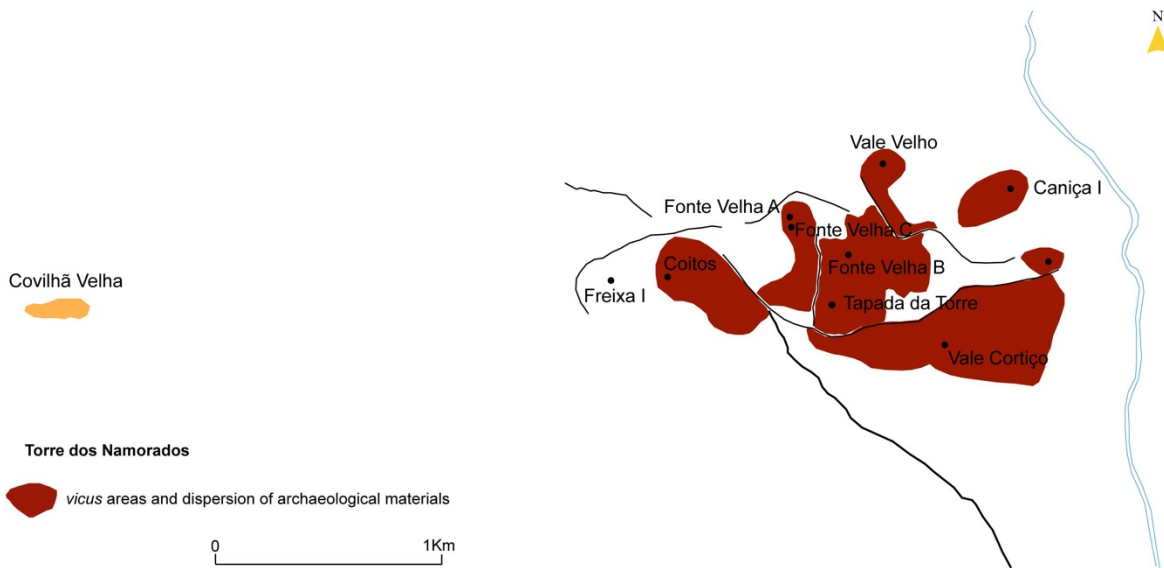 N
Vale Velho
Caniça I
Fonte Velha A
Fonte Velha C
Fonte Velha B
Coitos
Freixa I
Covilhã Velha
Tapada da Torre
Vale Cortiço
Torre dos Namorados
vicus areas and dispersion of archaeological materials
0 1Km